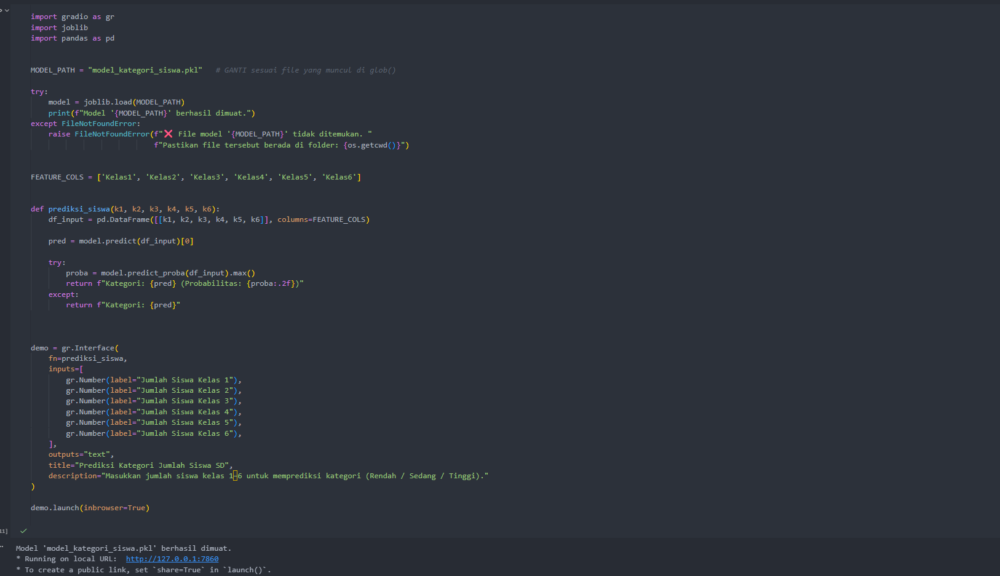 import gradio as gr
import joblib
import pandas as pd
MODEL_PATH = "model_kategori_siswa.pkl"   # GANTI sesuai file yang muncul di glob()
try:
    model = joblib.load(MODEL_PATH)
    print(f"Model '{MODEL_PATH}' berhasil dimuat.")
except FileNotFoundError:
    raise FileNotFoundError(f"❌ File model '{MODEL_PATH}' tidak ditemukan. "
                            f"Pastikan file tersebut berada di folder: {os.getcwd()}")
FEATURE_COLS = ['Kelas1', 'Kelas2', 'Kelas3', 'Kelas4', 'Kelas5', 'Kelas6']
def prediksi_siswa(k1, k2, k3, k4, k5, k6):
    df_input = pd.DataFrame([[k1, k2, k3, k4, k5, k6]], columns=FEATURE_COLS)
    pred = model.predict(df_input)[0]
    try:
        proba = model.predict_proba(df_input).max()
        return f"Kategori: {pred} (Probabilitas: {proba:.2f})"
    except:
        return f"Kategori: {pred}"
demo = gr.Interface(
    fn=prediksi_siswa,
    inputs=[
        gr.Number(label="Jumlah Siswa Kelas 1"),
        gr.Number(label="Jumlah Siswa Kelas 2"),
        gr.Number(label="Jumlah Siswa Kelas 3"),
        gr.Number(label="Jumlah Siswa Kelas 4"),
        gr.Number(label="Jumlah Siswa Kelas 5"),
        gr.Number(label="Jumlah Siswa Kelas 6"),
    ],
    outputs="text",
    title="Prediksi Kategori Jumlah Siswa SD",
    description="Masukkan jumlah siswa kelas 1–6 untuk memprediksi kategori (Rendah / Sedang / Tinggi)."
)
demo.launch(inbrowser=True)
11]
Model 'model_kategori_siswa.pkl' berhasil dimuat.
* Running on local URL:  http://127.0.0.1:7860
* To create a public link, set `share=True` in `launch()`.